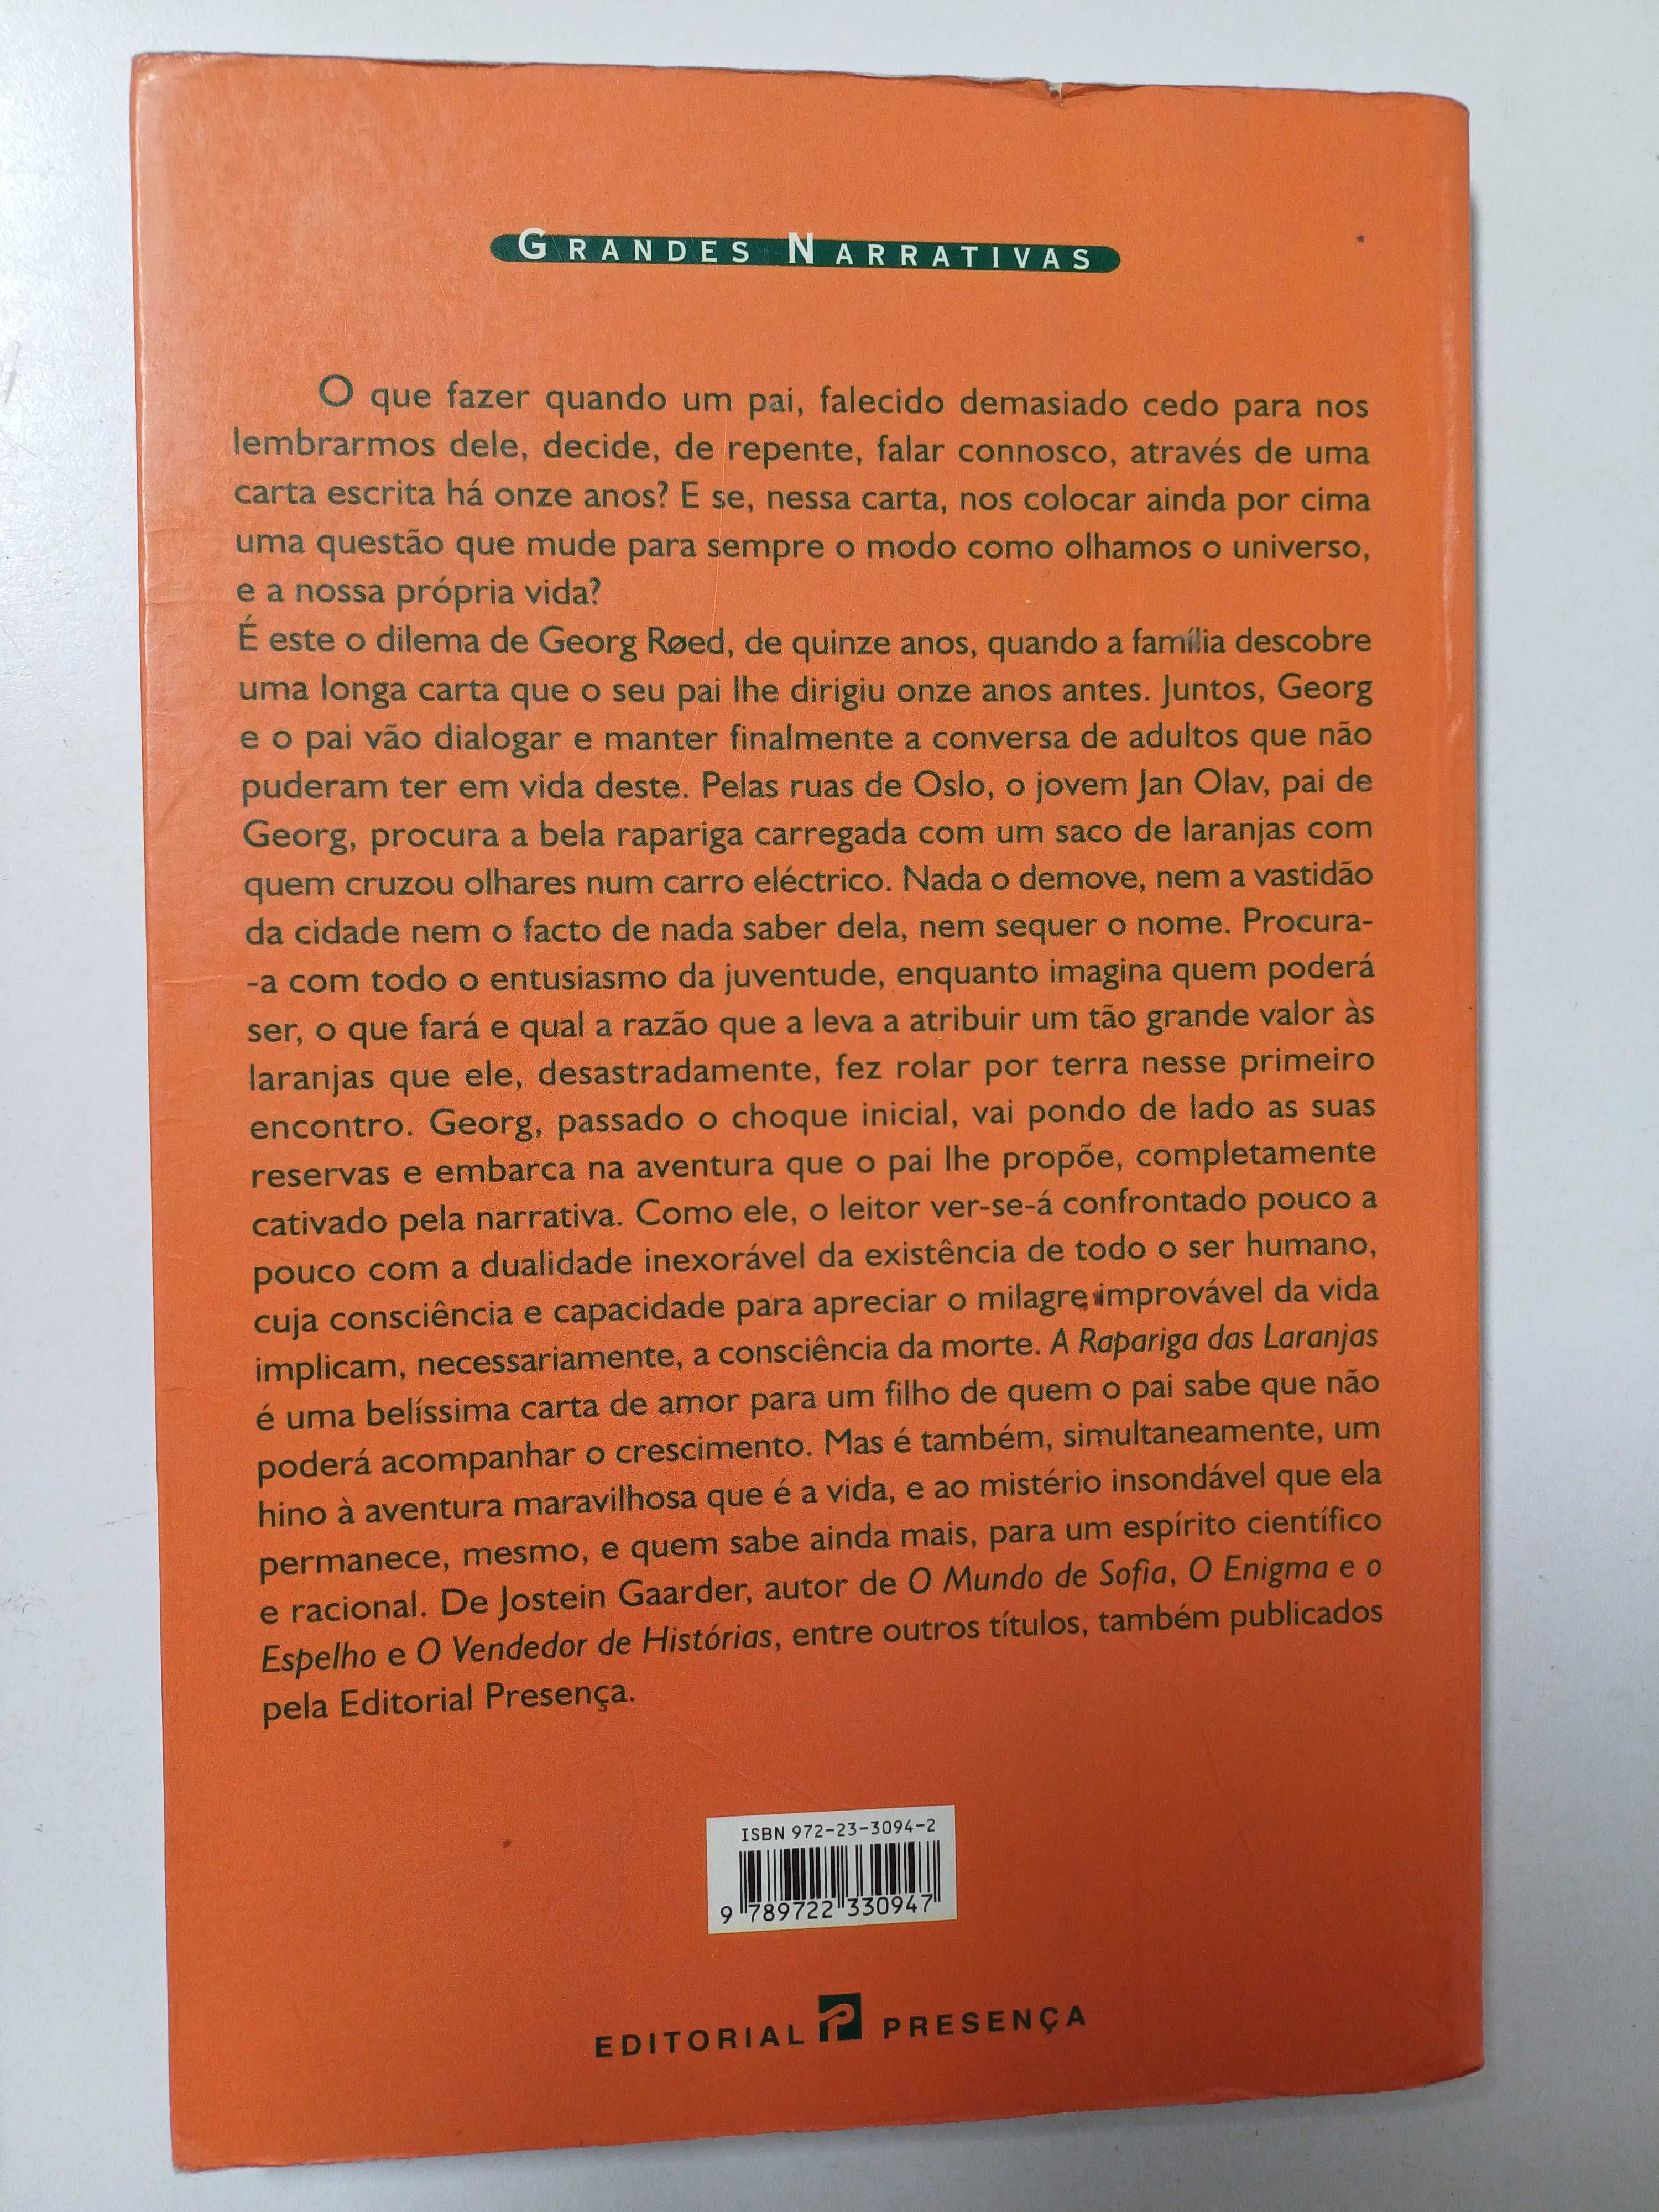 GRANDES NARRATIVAS
O que fazer quando um pai, falecido demasiado cedo para nos
lembrarmos dele, decide, de repente, falar connosco, através de uma
carta escrita há onze anos? E se, nessa carta, nos colocar ainda por cima
uma questão que mude para sempre o modo como olhamos o universo,
e a nossa própria vida?
É este o dilema de Georg Røed, de quinze anos, quando a família descobre
uma longa carta que o seu pai lhe dirigiu onze anos antes. Juntos, Georg
e o pai vão dialogar e manter finalmente a conversa de adultos que não
puderam ter em vida deste. Pelas ruas de Oslo, o jovem Jan Olav, pai de
Georg, procura a bela rapariga carregada com um saco de laranjas com
quem cruzou olhares num carro eléctrico. Nada o demove, nem a vastidão
da cidade nem o facto de nada saber dela, nem sequer o nome. Procura-
-a com todo o entusiasmo da juventude, enquanto imagina quem poderá
ser, o que fará e qual a razão que a leva a atribuir um tão grande valor às
laranjas que ele, desastradamente, fez rolar por terra nesse primeiro
encontro. Georg, passado o choque inicial, vai pondo de lado as suas
reservas e embarca na aventura que o pai lhe propõe, completamente
cativado pela narrativa. Como ele, o leitor ver-se-á confrontado pouco a
pouco com a dualidade inexorável da existência de todo o ser humano,
cuja consciência e capacidade para apreciar o milagre improvável da vida
implicam, necessariamente, a consciência da morte. A Rapariga das Laranjas
é uma belíssima carta de amor para um filho de quem o pai sabe que não
poderá acompanhar o crescimento. Mas é também, simultaneamente, um
hino à aventura maravilhosa que é a vida, e ao mistério insondável que ela
permanece, mesmo, e quem sabe ainda mais, para um espírito científico
e racional. De Jostein Gaarder, autor de O Mundo de Sofia, O Enigma e o
Espelho e O Vendedor de Histórias, entre outros títulos, também publicados
pela Editorial Presença.
ISBN 972-23-3094-2
9 789722 330947
EDITORIAL P PRESENÇA